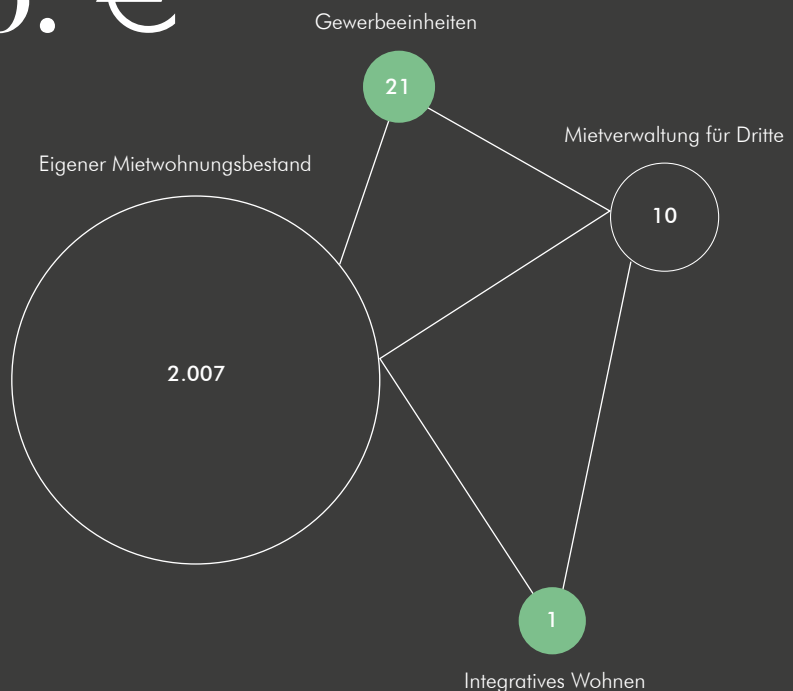 . €
Gewerbeeinheiten
21
Mietverwaltung für Dritte
10
Eigener Mietwohnungsbestand
2.007
1
Integratives Wohnen